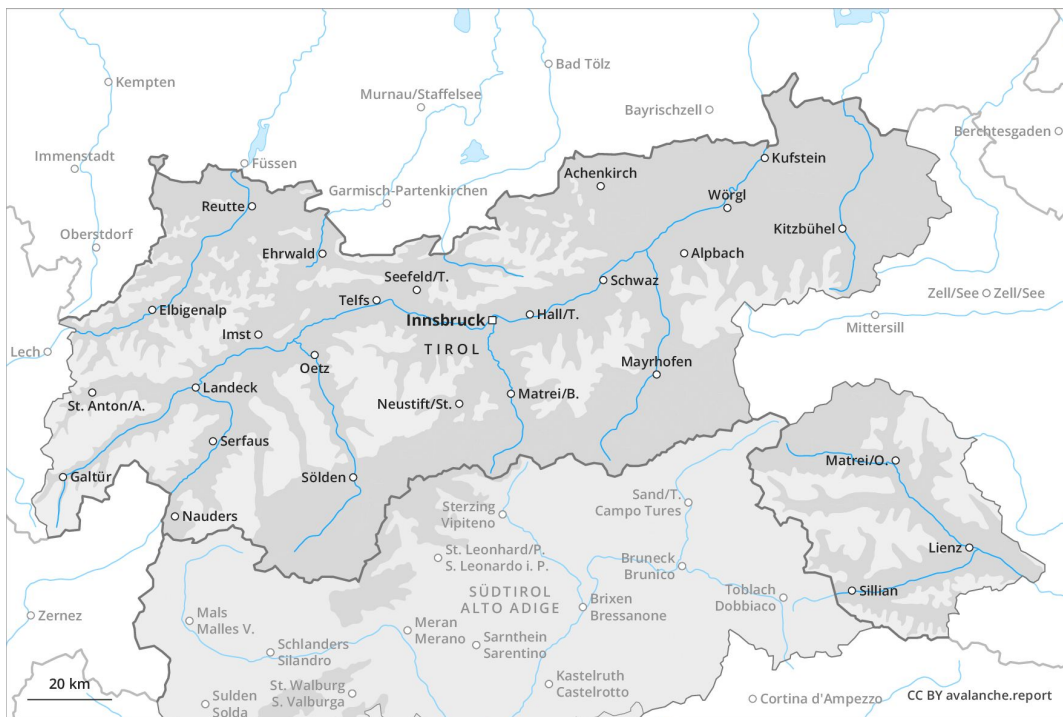 Kempten
Bad Tölz
Murnau/Staffelsee
Bayrischzell
Berchtesgaden
Immenstadt
Füssen
Kufstein
Achenkirch
Garmisch-Partenkirchen
Reutte
Wörgl
Kitzbühel
Oberstdorf
Ehrwald
Alpbach
Seefeld/T.
Schwaz
Telfs
Zell/See
Zell/See
Elbigenalp
Innsbruck
Hall/T.
Mittersill
Imst
TIROL
Lech
Oetz
Mayrhofen
Landeck
St. Anton/A.
Neustift/St.
Matrei/B.
Serfaus
Matrei/O.
Galtür
Sölden
Sand/T.
Campo Tures
Sterzing
Vipiteno
Nauders
Lienz
St. Leonhard/P.
S. Leonardo i. P.
Bruneck
Brunico
SÜDTIROL
ALTO ADIGE
Toblach
Dobbiaco
Sillian
Brixen
Bressanone
Zernez
Mals
Malles V.
Meran
Merano
Sarnthein
Sarentino
Schlanders
Silandro
20 km
St. Walburg
S. Valburga
Kastelruth
Castelrotto
Sulden
Solda
Cortina d'Ampezzo
CC BY avalanche.report